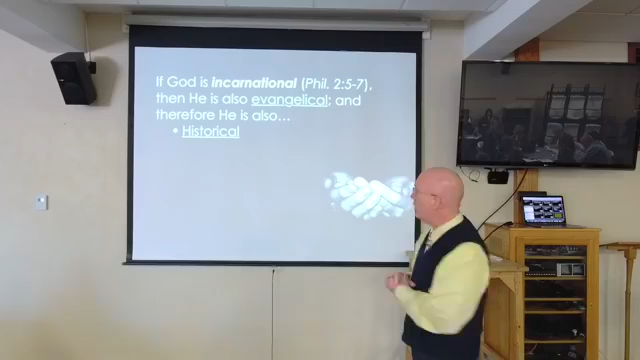 If God is incarnational (Phil. 2:5-7),
then He is also evangelical; and
therefore He is also…
• Historical